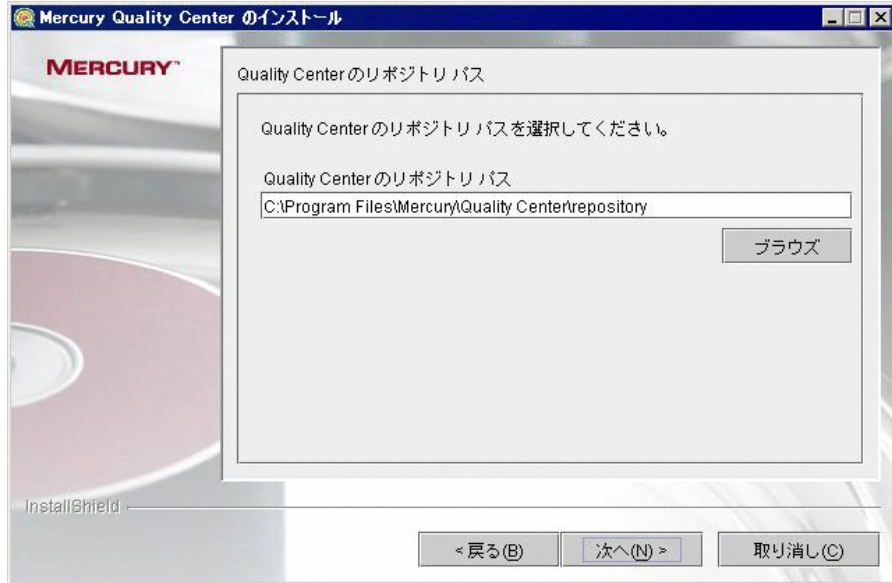 Mercury Quality Center のインストール
MERCURY™
Quality Center のリポジトリ パス
Quality Center のリポジトリ パスを選択してください。
Quality Center のリポジトリ パス
C:\Program Files\Mercury\Quality Center\repository
ブラウズ
InstallShield
< 戻る(B)
次へ(N) >
取り消し(C)